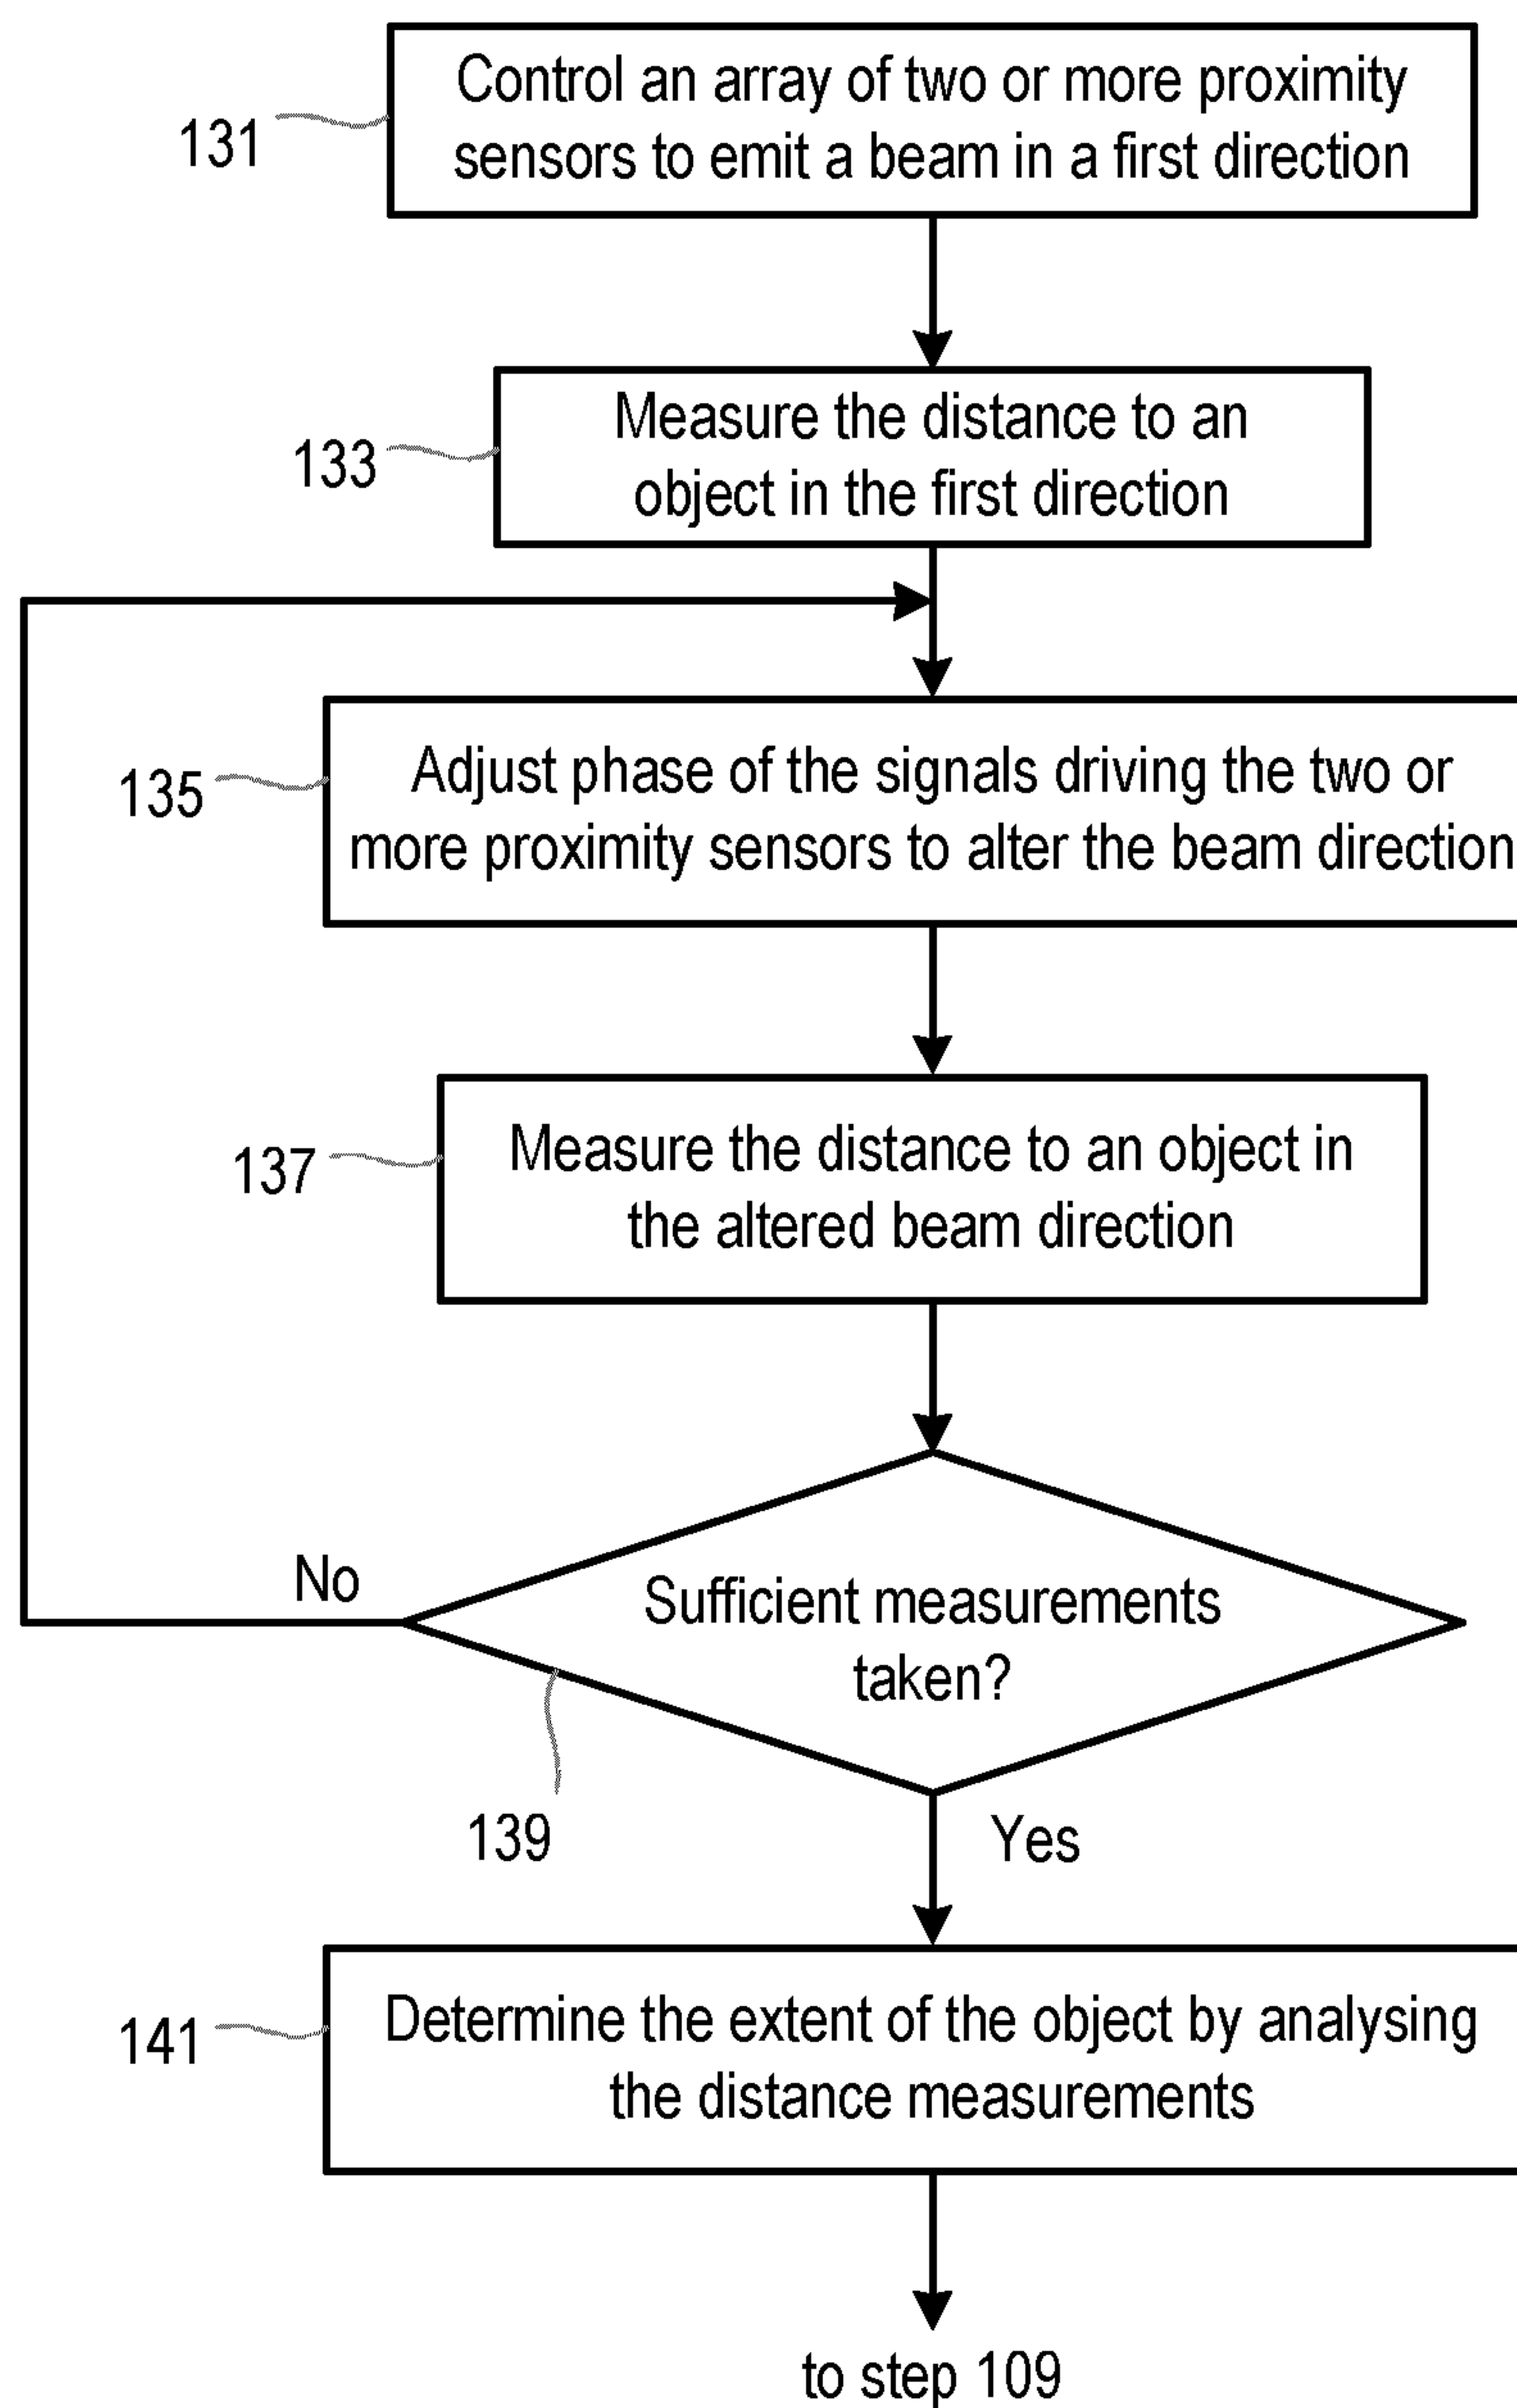 131
Control an array of two or more proximity
sensors to emit a beam in a first direction
133
Measure the distance to an
object in the first direction
135
Adjust phase of the signals driving the two or
more proximity sensors to alter the beam direction
137
Measure the distance to an object in
the altered beam direction
No
Sufficient measurements
taken?
139
Yes
141
Determine the extent of the object by analysing
the distance measurements
to step 109